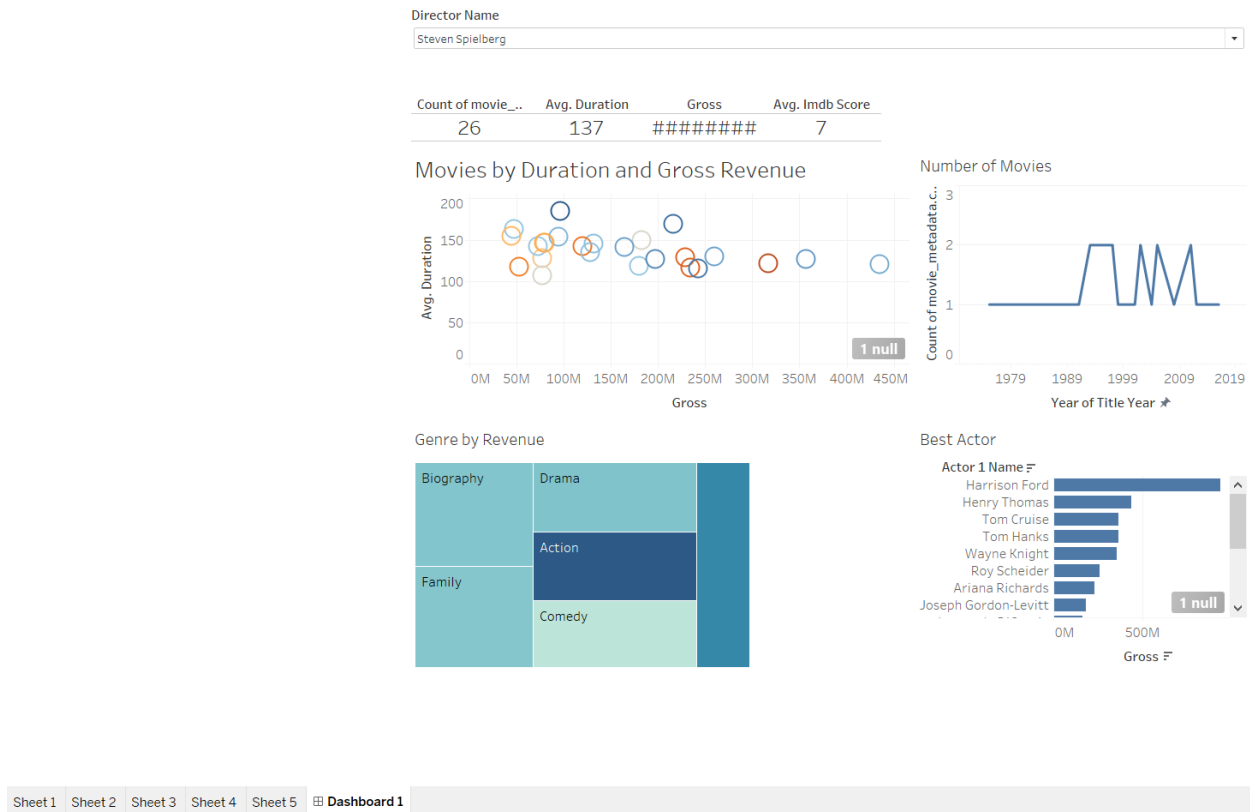 Director Name
Steven Spielberg
Count of movie_.. Avg. Duration Gross Avg. Imdb Score
26 137 ######## 7
Movies by Duration and Gross Revenue
Avg. Duration
200
150
100
50
0
1 null
0M 50M 100M 150M 200M 250M 300M 350M 400M 450M
Gross
Number of Movies
Count of movie_metadata.c..
3
2
1
0
1979 1989 1999 2009 2019
Year of Title Year
Genre by Revenue
Biography
Drama
Action
Family
Comedy
Best Actor
Actor 1 Name
Harrison Ford
Henry Thomas
Tom Cruise
Tom Hanks
Wayne Knight
Roy Scheider
Ariana Richards
Joseph Gordon-Levitt
1 null
0M 500M
Gross
Sheet 1 Sheet 2 Sheet 3 Sheet 4 Sheet 5 Dashboard 1